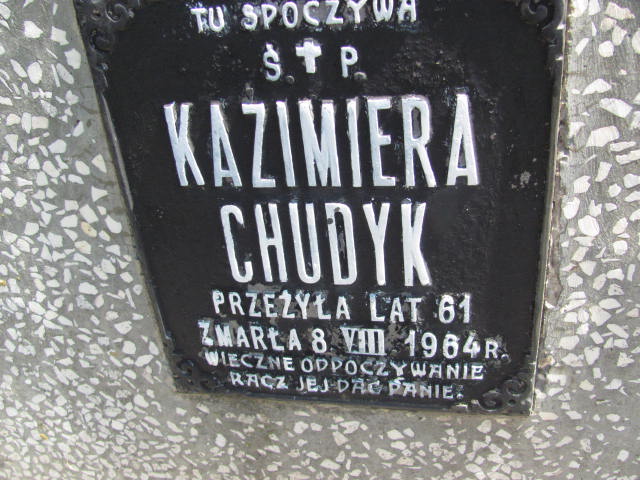 TU SPOCZYWA
Ś. ✝ P.
KAZIMIERA
CHUDYK
PRZEŻYŁA LAT 61
ZMARŁA 8 VIII 1964 R.
WIECZNE ODPOCZYWANIE
RACZ JEJ DAĆ PANIE.